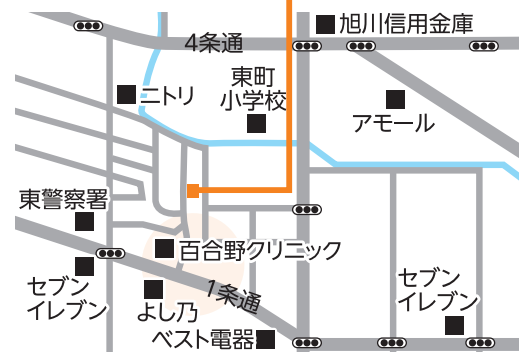 旭川信用金庫
4条通
ニトリ
東町
小学校
アモール
東警察署
百合野クリニック
セブン
イレブン
1条通
よし乃
ベスト電器
セブン
イレブン